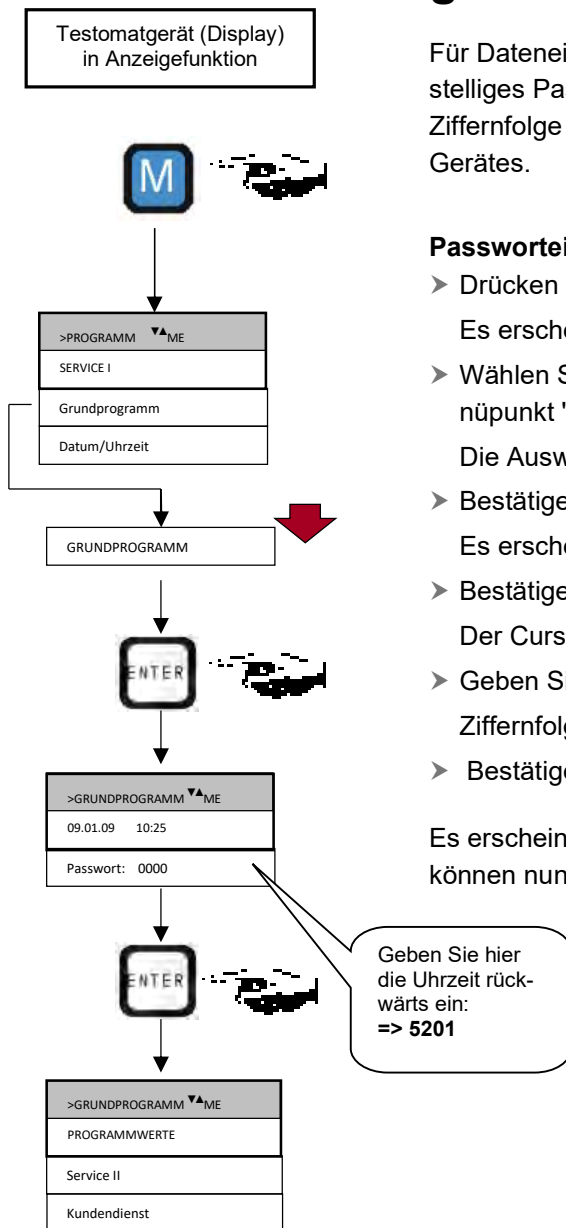 Testomatgerät (Display)
in Anzeigefunktion
M
>PROGRAMM ▼▲ME
SERVICE I
Grundprogramm
Datum/Uhrzeit
GRUNDPROGRAMM
ENTER
>GRUNDPROGRAMM ▼▲ME
09.01.09 10:25
Passwort: 0000
Geben Sie hier
die Uhrzeit rück-
wärts ein:
=> 5201
ENTER
>GRUNDPROGRAMM ▼▲ME
PROGRAMMWERTE
Service II
Kundendienst
Für Datenei
stelliges Pa
Ziffernfolge
Gerätes.
Passwortei
➢ Drücken
Es ersche
➢ Wählen S
nüpunkt "
Die Ausw
➢ Bestätige
Es ersche
➢ Bestätige
Der Curs
➢ Geben Si
Ziffernfolg
➢ Bestätige
Es erschein
können nun